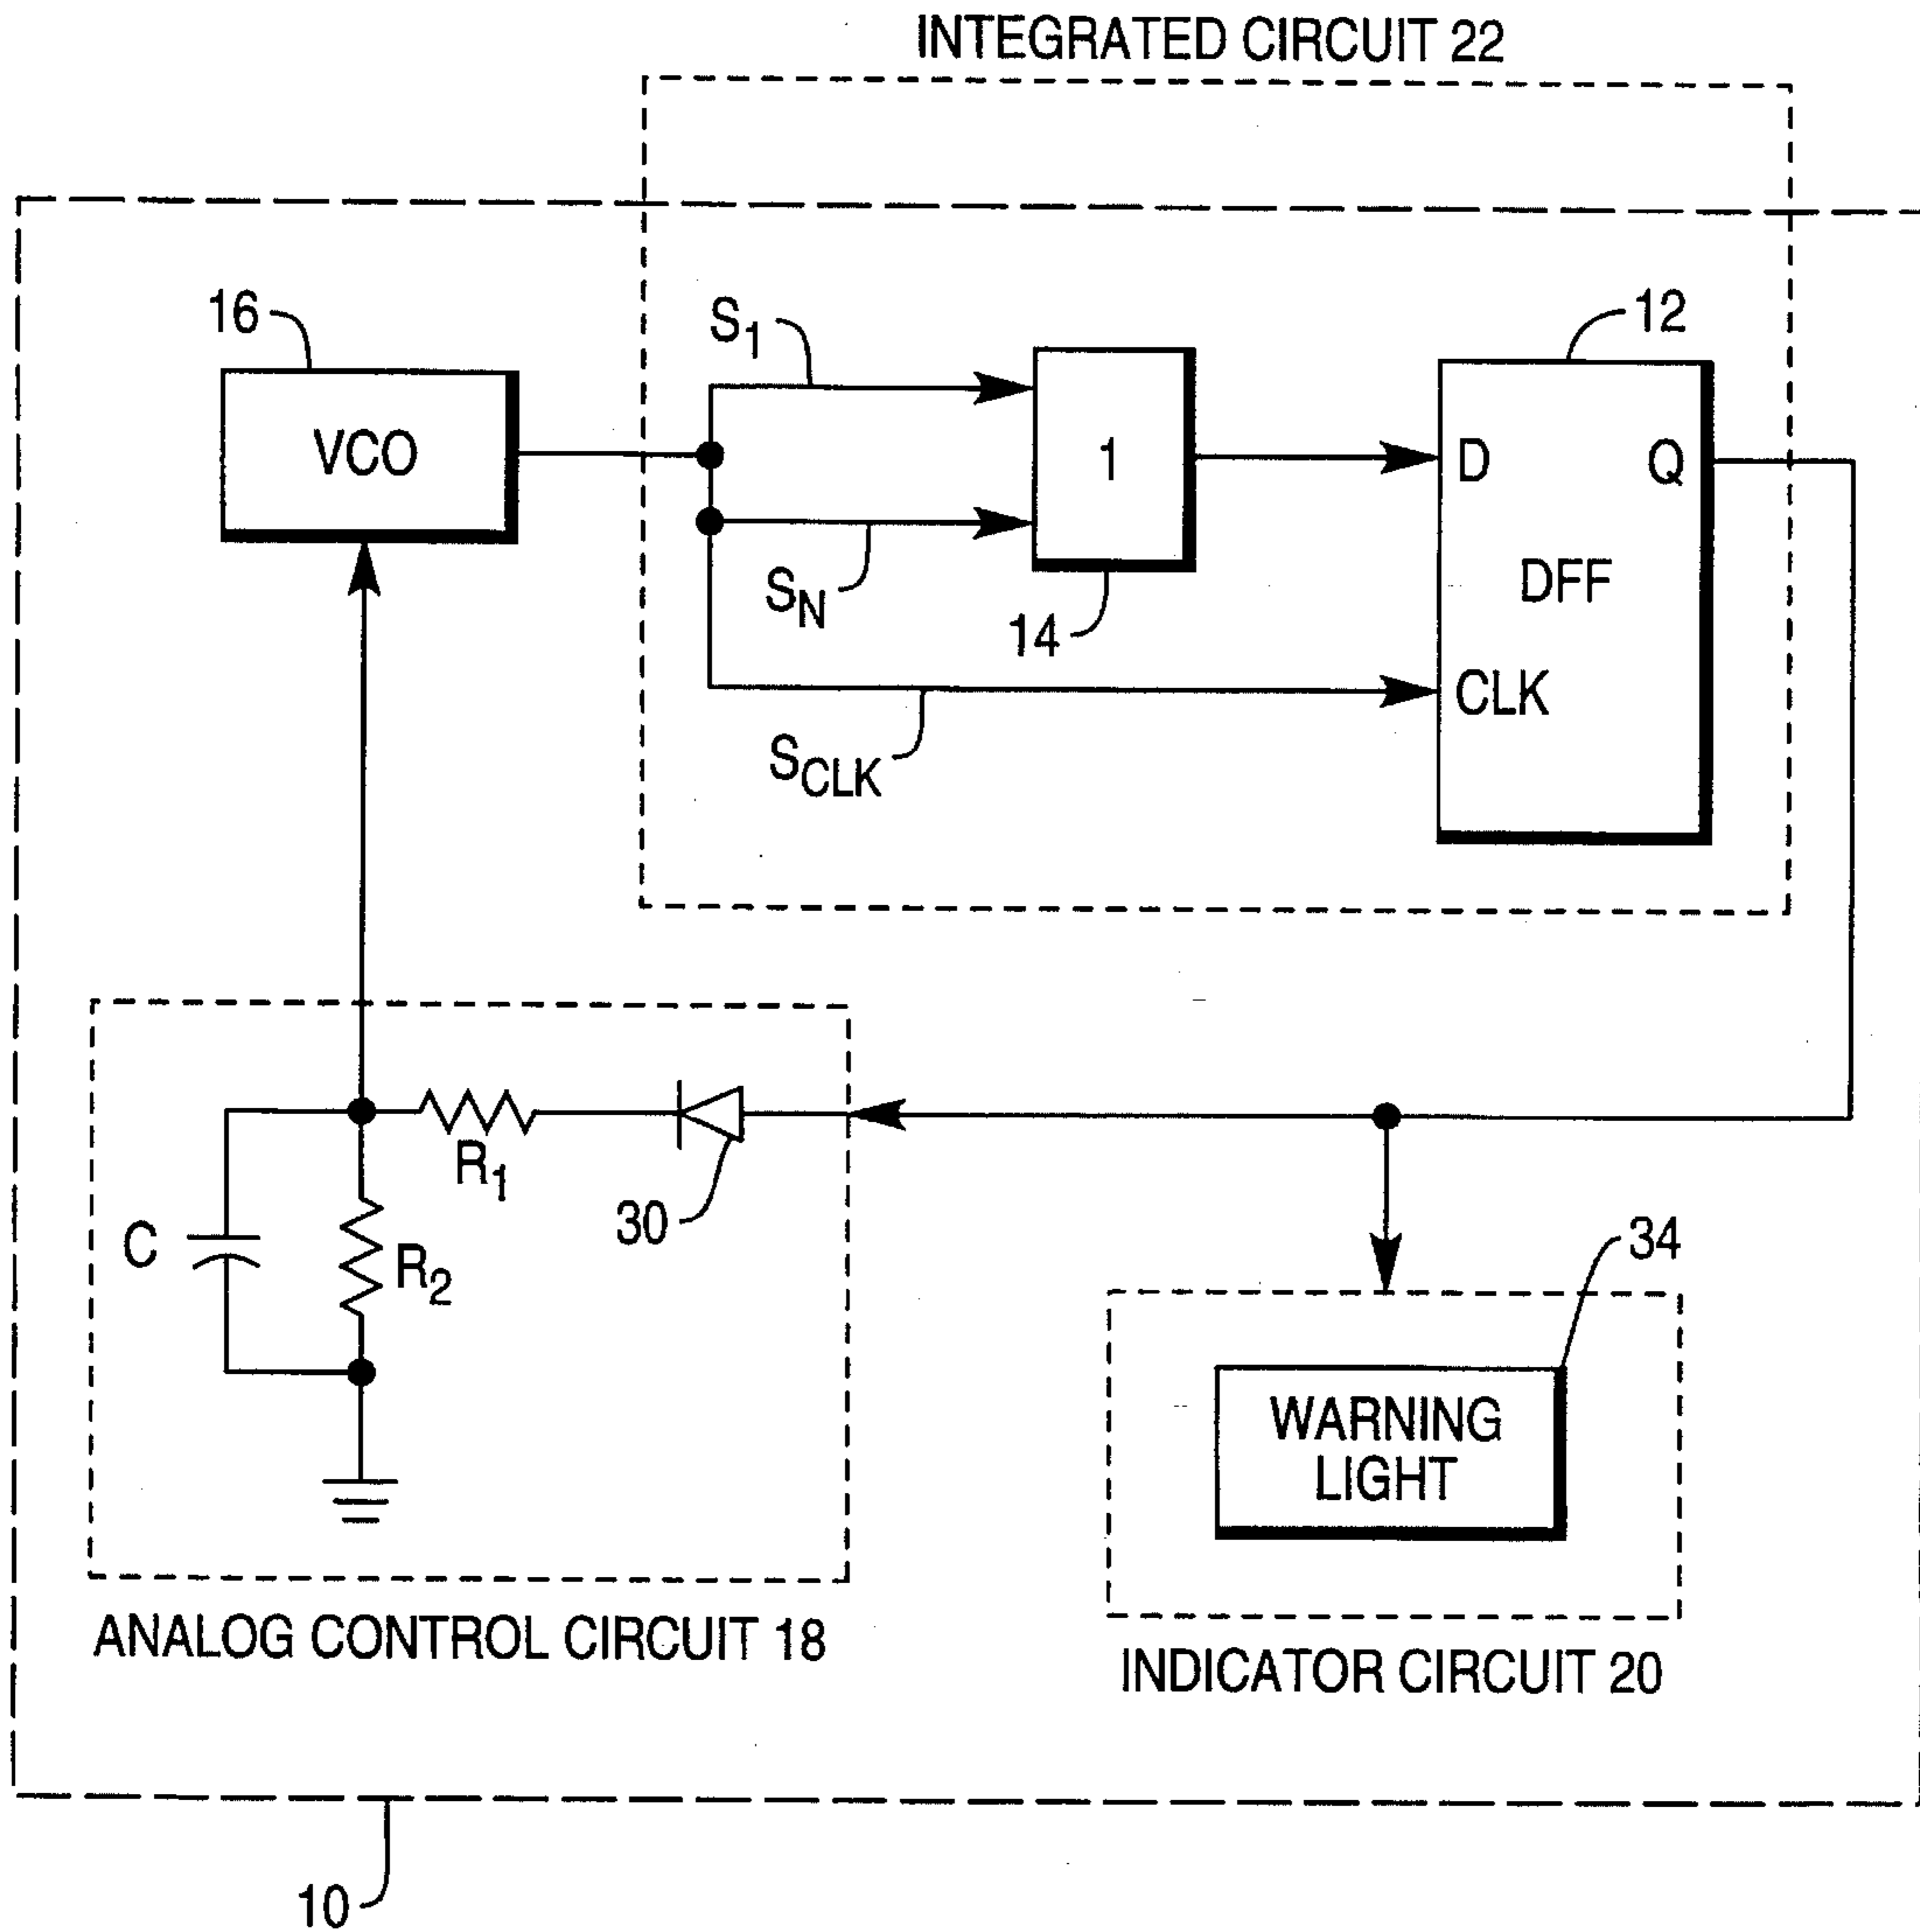 INTEGRATED CIRCUIT 22
16
S1
12
VCO
1
D
Q
DFF
SN
14
CLK
SCLK
R1
30
C
R2
34
WARNING
LIGHT
ANALOG CONTROL CIRCUIT 18
INDICATOR CIRCUIT 20
10